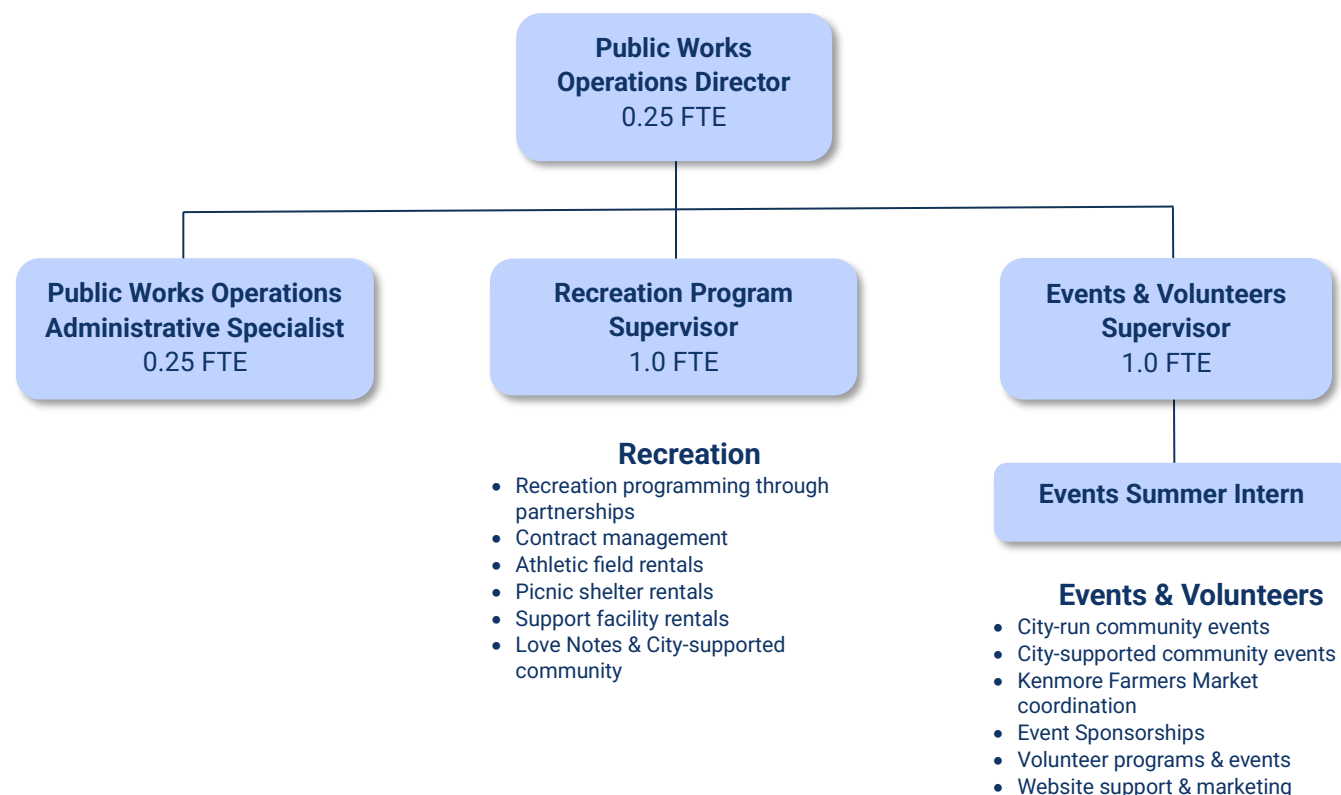 Public Works
Operations Director
0.25 FTE
Public Works Operations
Administrative Specialist
0.25 FTE
Recreation Program
Supervisor
1.0 FTE
Events & Volunteers
Supervisor
1.0 FTE
Recreation
• Recreation programming through
partnerships
• Contract management
• Athletic field rentals
• Picnic shelter rentals
• Support facility rentals
• Love Notes & City-supported
community
Events Summer Intern
Events & Volunteers
• City-run community events
• City-supported community events
• Kenmore Farmers Market
coordination
• Event Sponsorships
• Volunteer programs & events
• Website support & marketing